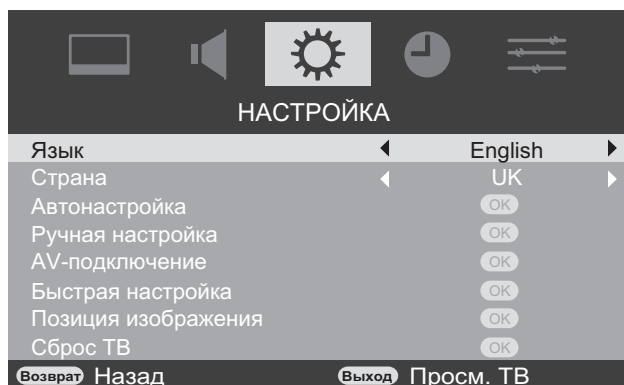 НАСТРОЙКА
Язык English
Страна UK
Автонастройка OK
Ручная настройка OK
AV-подключение OK
Быстрая настройка OK
Позиция изображения OK
Сброс ТВ OK
Возврат Назад Выход Просм. ТВ